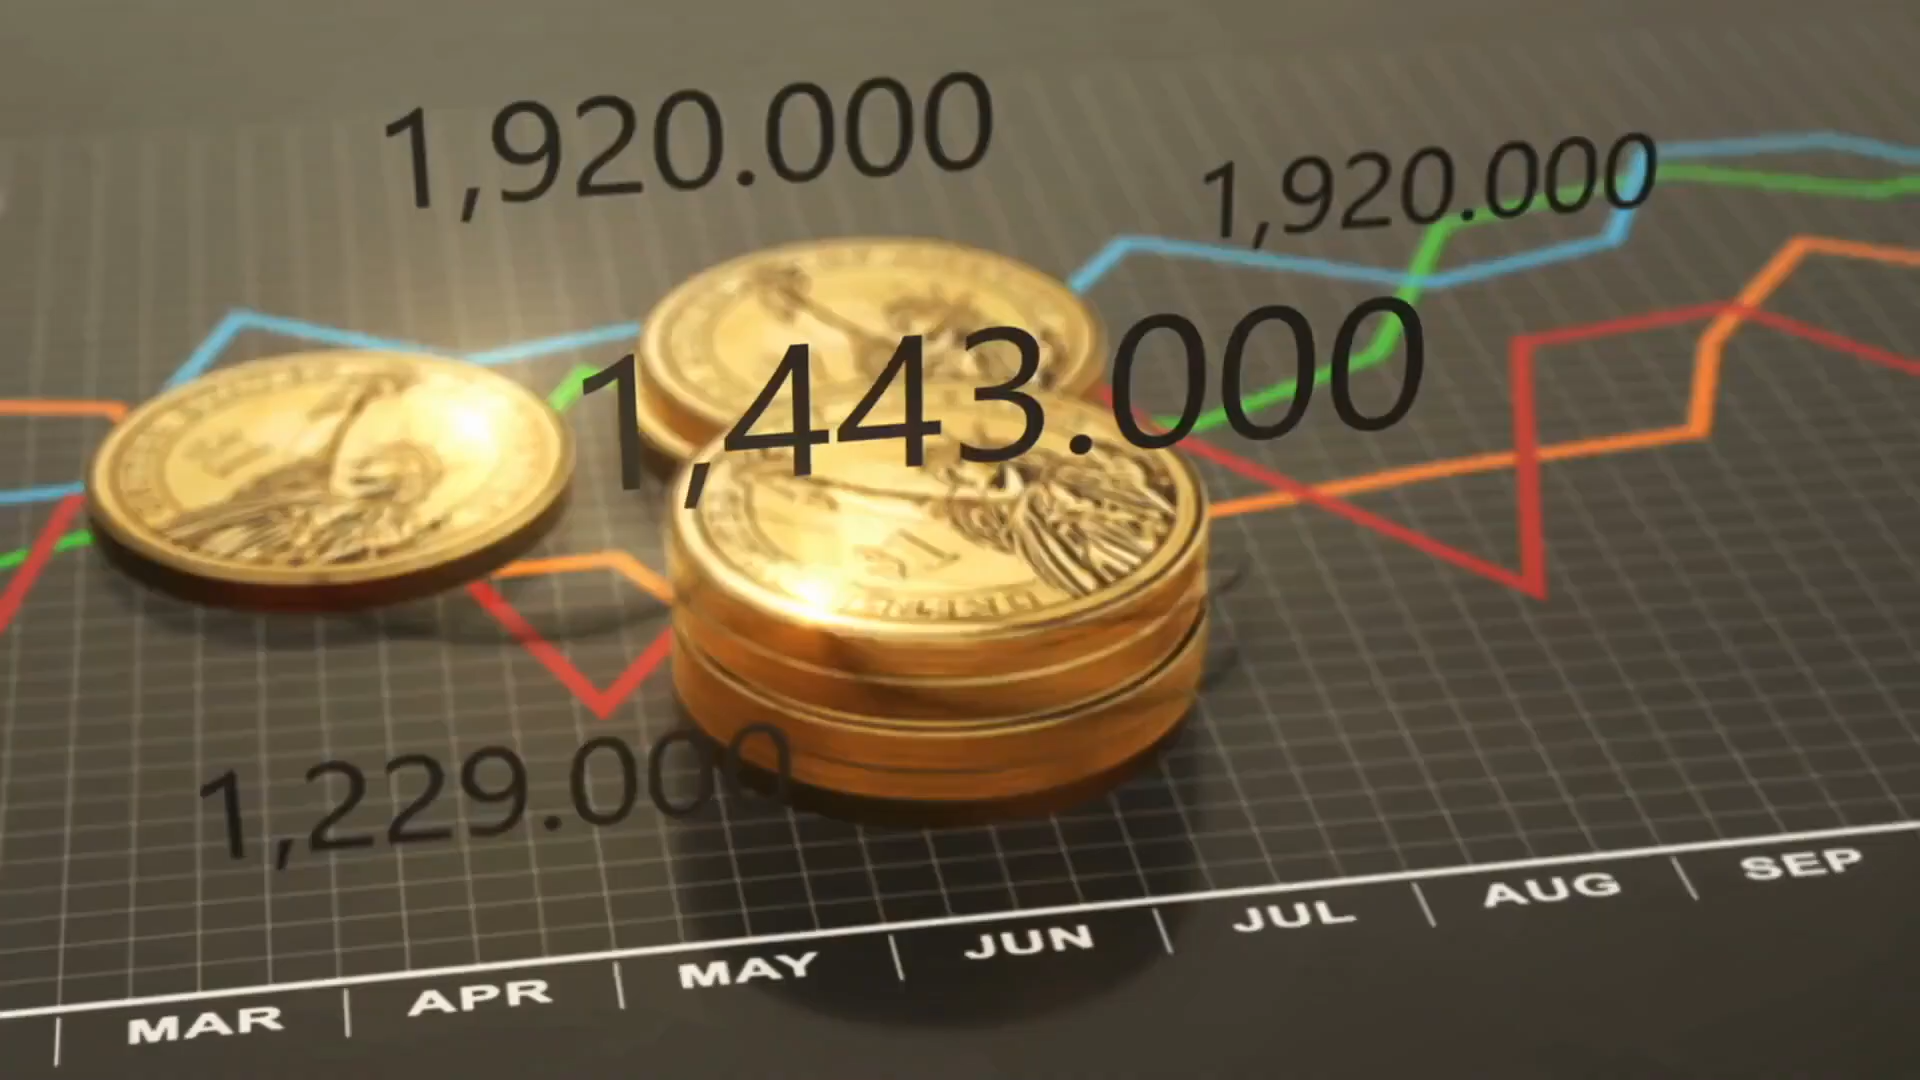 1,920.000
1,920.000
1,443.000
1,229.000
MAR | APR | MAY | JUN | JUL | AUG | SEP